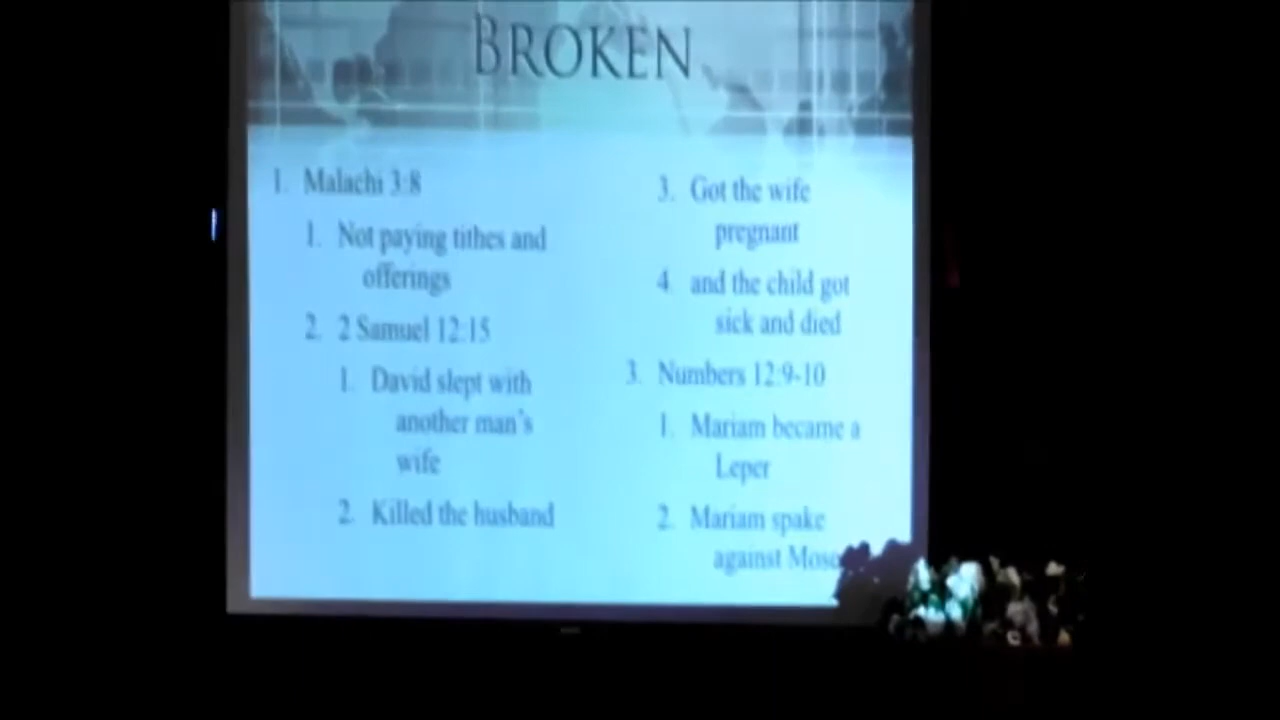 BROKEN
1. Malachi 3:8
1. Not paying tithes and
offerings
2. 2 Samuel 12:15
1. David slept with
another man's
wife
2. Killed the husband
3. Got the wife
pregnant
4. and the child got
sick and died
3. Numbers 12:9-10
1. Mariam became a
Leper
2. Mariam spake
against Mose